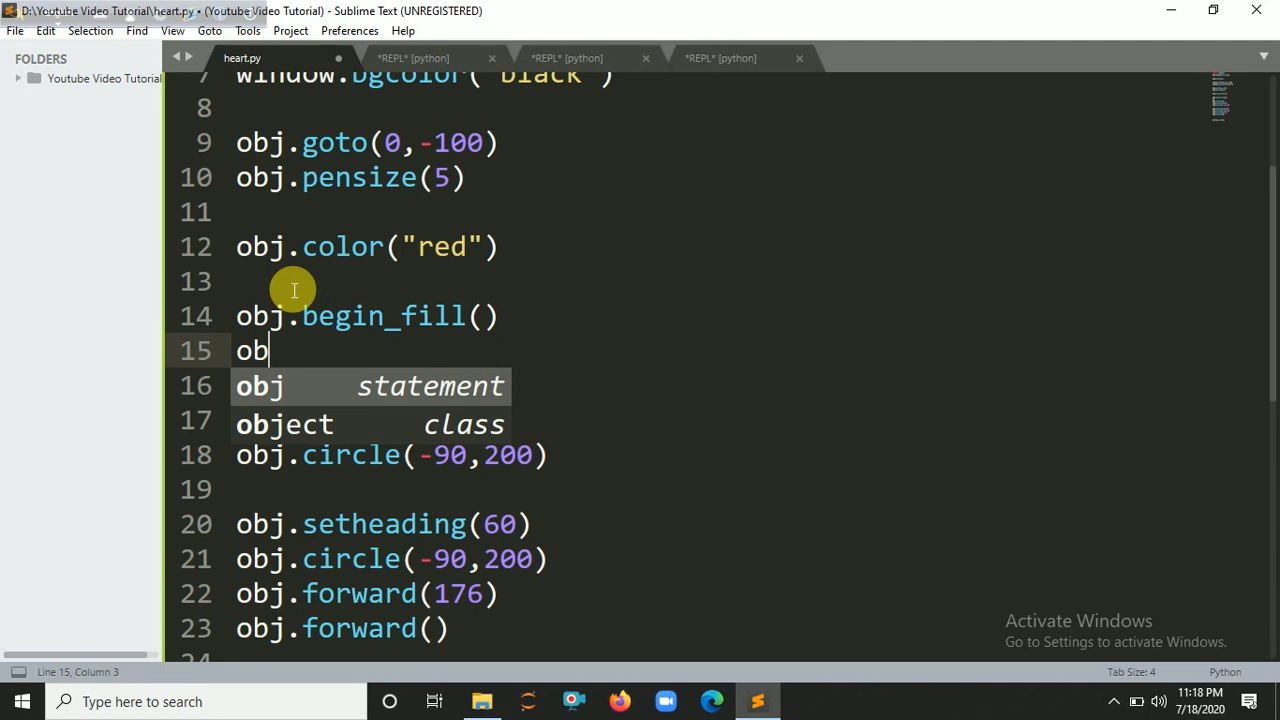 D:\Youtube Video Tutorial\heart.py • (Youtube Video Tutorial) - Sublime Text (UNREGISTERED)
File Edit Selection Find View Goto Tools Project Preferences Help
FOLDERS
Youtube Video Tutorial
heart.py
*REPL* [python]
*REPL* [python]
*REPL* [python]
7 window.bgcolor("black")
8
9 obj.goto(0,-100)
10 obj.pensize(5)
11
12 obj.color("red")
13
14 obj.begin_fill()
15 ob
16 obj statement
17 object class
18 obj.circle(-90,200)
19
20 obj.setheading(60)
21 obj.circle(-90,200)
22 obj.forward(176)
23 obj.forward()
24
Activate Windows
Go to Settings to activate Windows.
Line 15, Column 3
Tab Size: 4
Python
Type here to search
11:18 PM
7/18/2020